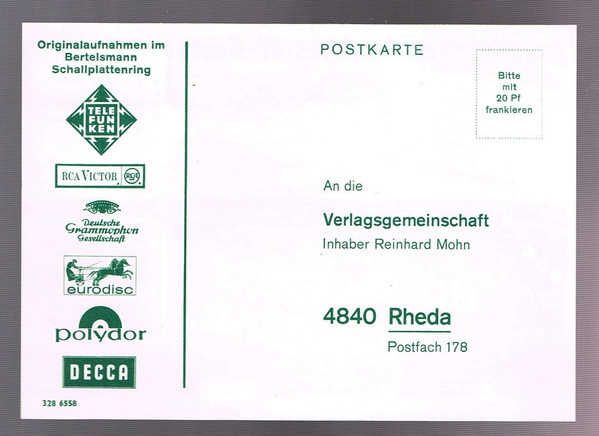 Originalaufnahmen im
Bertelsmann
Schallplattenring
TELE
FUN
KEN
RCA VICTOR
RCA
Deutsche
Grammophon
Gesellschaft
eurodisc
polydor
DECCA
328 6558
POSTKARTE
Bitte
mit
20 Pf
frankieren
An die
Verlagsgemeinschaft
Inhaber Reinhard Mohn
4840 Rheda
Postfach 178